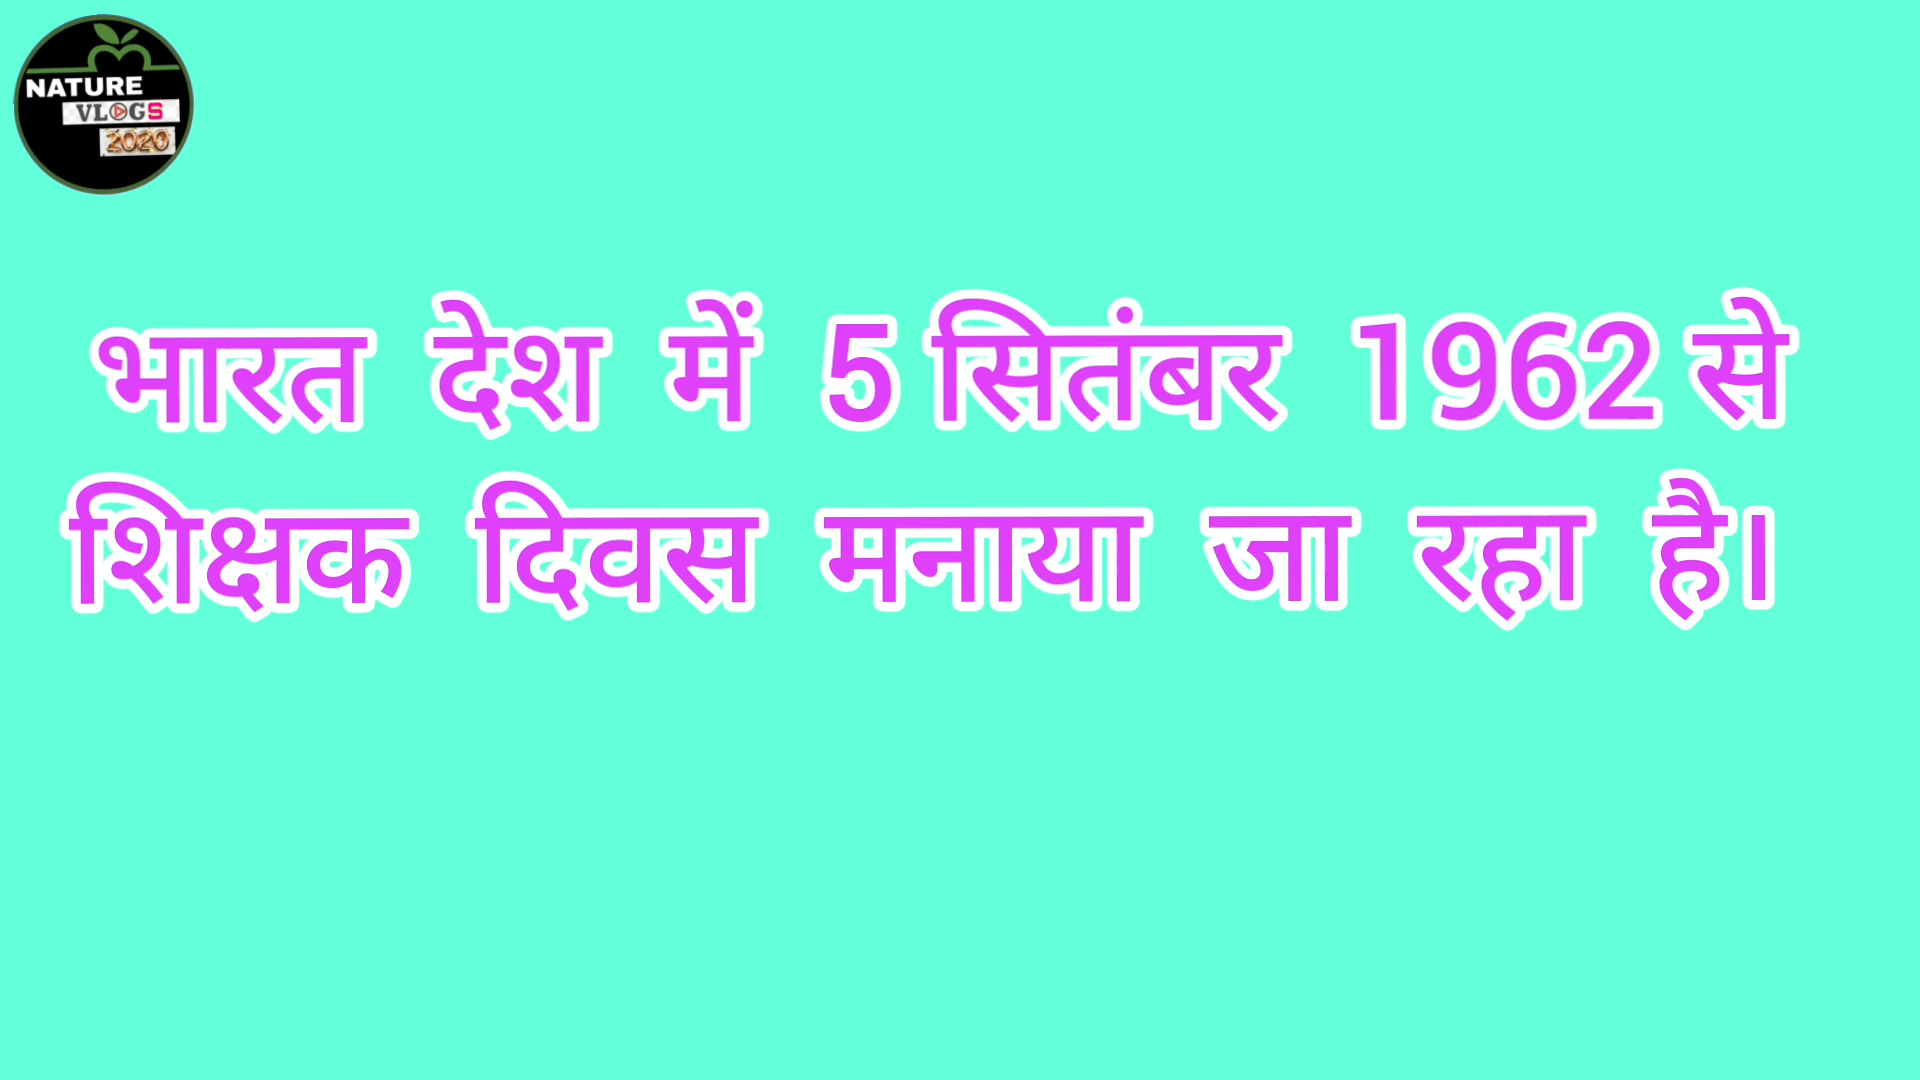 NATURE
VLOGS
2020
भारत देश में 5 सितंबर 1962 से
शिक्षक दिवस मनाया जा रहा है।